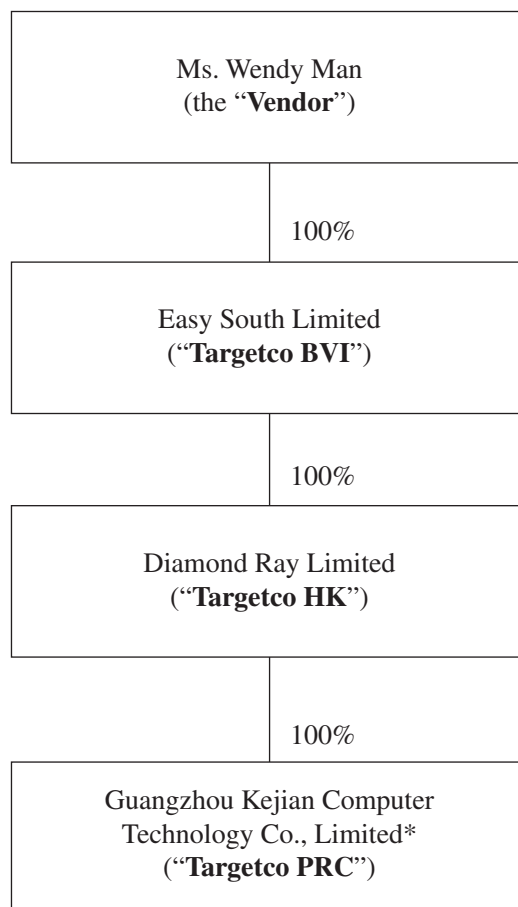 Ms. Wendy Man
(the “Vendor”)
100%
Easy South Limited
(“Targetco BVI”)
100%
Diamond Ray Limited
(“Targetco HK”)
100%
Guangzhou Kejian Computer
Technology Co., Limited*
(“Targetco PRC”)